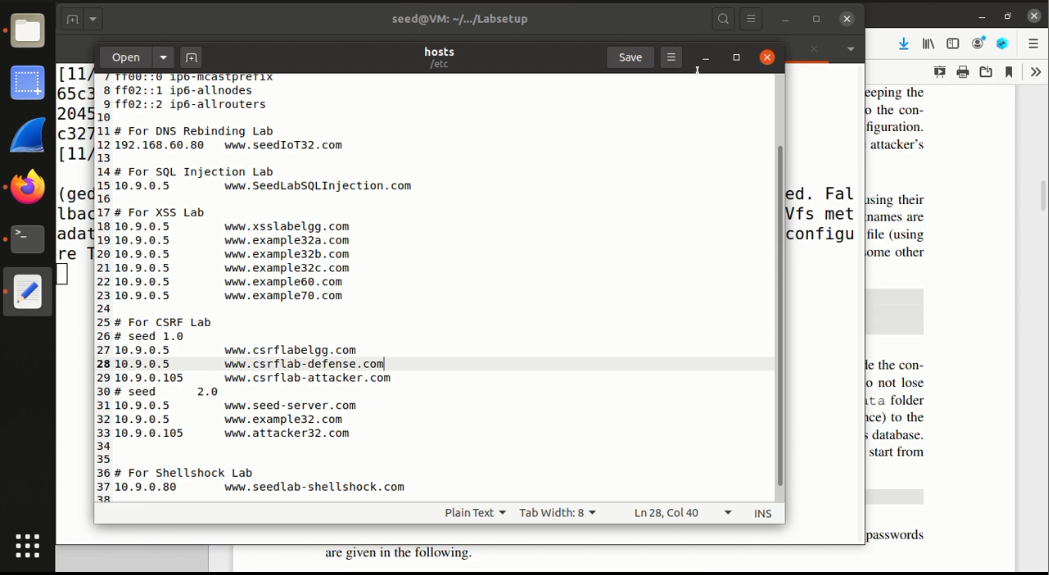 seed@VM: ~/.../Labsetup
Open
hosts
/etc
Save
7 ff00::0 ip6-mcastprefix
8 ff02::1 ip6-allnodes
9 ff02::2 ip6-allrouters
10
11 # For DNS Rebinding Lab
12 192.168.60.80 www.seedIoT32.com
13
14 # For SQL Injection Lab
15 10.9.0.5 www.SeedLabSQLInjection.com
16
17 # For XSS Lab
18 10.9.0.5 www.xsslabelgg.com
19 10.9.0.5 www.example32a.com
20 10.9.0.5 www.example32b.com
21 10.9.0.5 www.example32c.com
22 10.9.0.5 www.example60.com
23 10.9.0.5 www.example70.com
24
25 # For CSRF Lab
26 # seed 1.0
27 10.9.0.5 www.csrflabelgg.com
28 10.9.0.5 www.csrflab-defense.com
29 10.9.0.105 www.csrflab-attacker.com
30 # seed 2.0
31 10.9.0.5 www.seed-server.com
32 10.9.0.5 www.example32.com
33 10.9.0.105 www.attacker32.com
34
35
36 # For Shellshock Lab
37 10.9.0.80 www.seedlab-shellshock.com
38
Plain Text Tab Width: 8 Ln 28, Col 40 INS
[11/
65c3
2045
c327
[11/
(ged
lbac
adat
re T
ed. Fal
Vfs met
configu
eeping the
o the con-
figuration.
attacker's
using their
names are
file (using
some other
de the con-
o not lose
ata folder
nce) to the
s database.
start from
passwords
are given in the following.